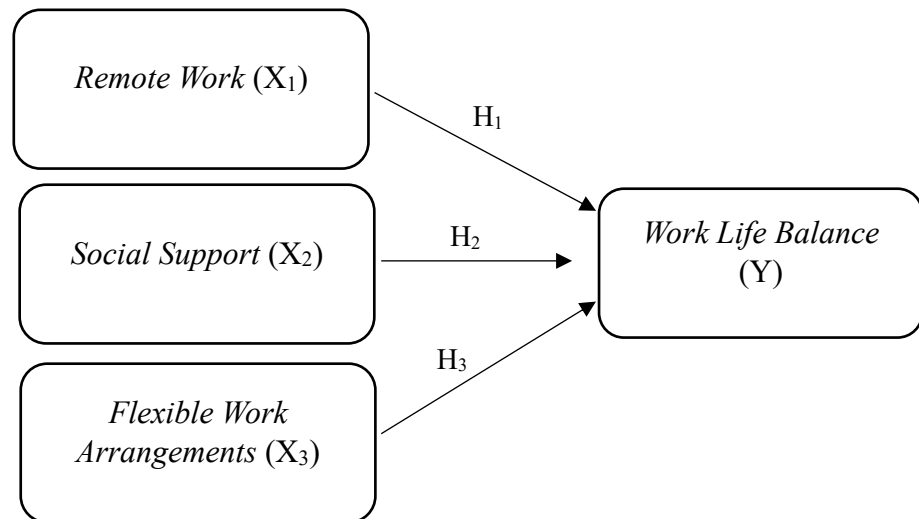 Remote Work (X₁)
H₁
Social Support (X₂)
H₂
Work Life Balance
(Y)
H₃
Flexible Work
Arrangements (X₃)